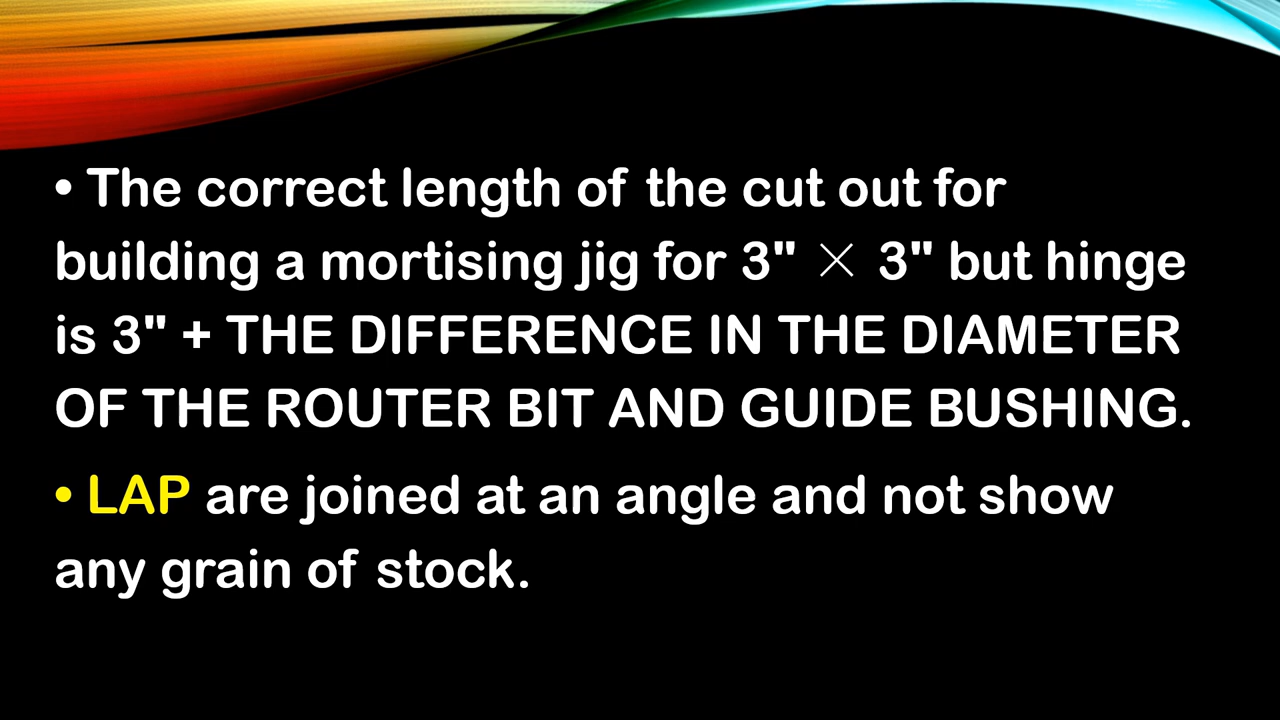 • The correct length of the cut out for
building a mortising jig for 3" × 3" but hinge
is 3" + THE DIFFERENCE IN THE DIAMETER
OF THE ROUTER BIT AND GUIDE BUSHING.
• LAP are joined at an angle and not show
any grain of stock.